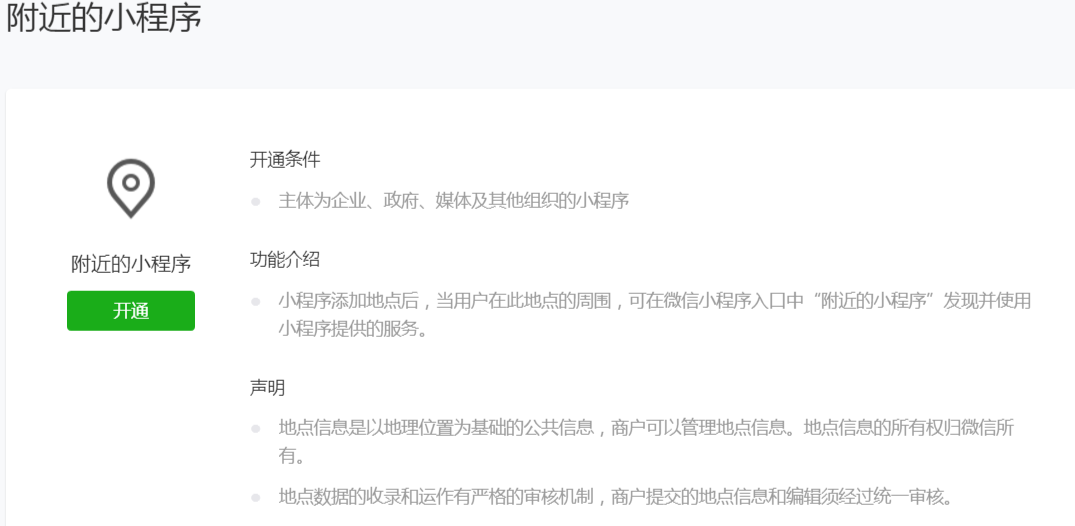 附近的小程序
附近的小程序
开通
开通条件
主体为企业、政府、媒体及其他组织的小程序
功能介绍
小程序添加地点后，当用户在此地点的周围，可在微信小程序入口中“附近的小程序”发现并使用
小程序提供的服务。
声明
地点信息是以地理位置为基础的公共信息，商户可以管理地点信息。地点信息的所有权归微信所
有。
地点数据的收录和运作有严格的审核机制，商户提交的地点信息和编辑须经过统一审核。